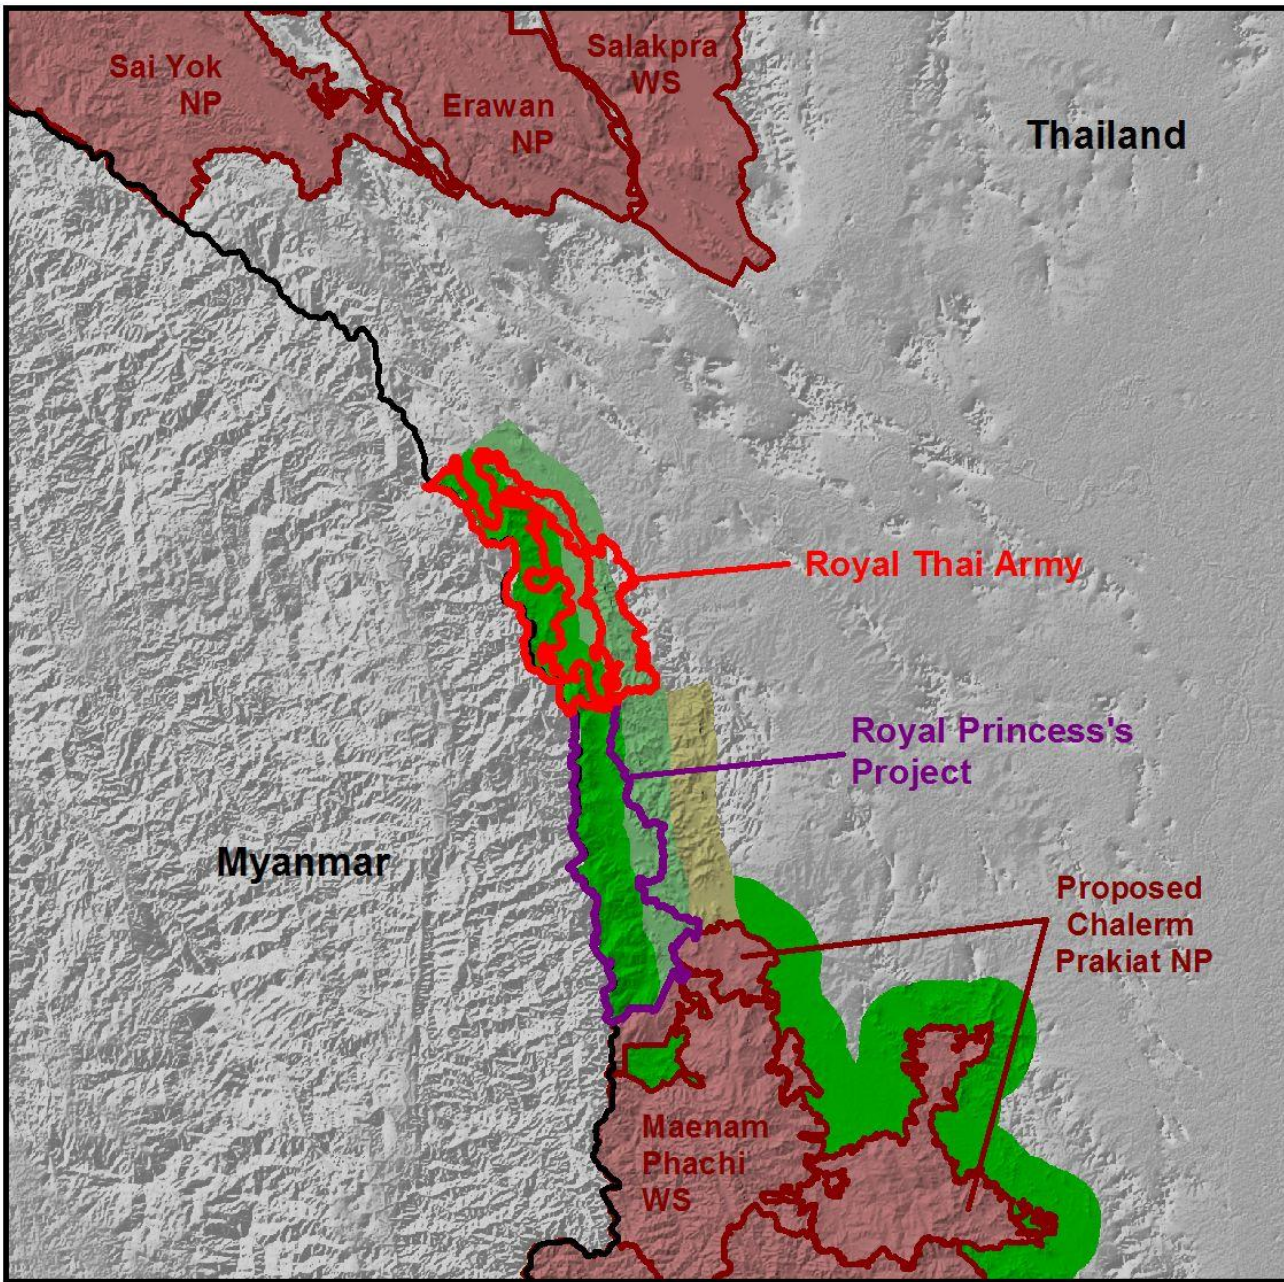 Sai Yok
NP
Erawan
NP
Salakpra
WS
Thailand
Royal Thai Army
Royal Princess's
Project
Myanmar
Proposed
Chalerm
Prakiat NP
Maenam
Phachi
WS